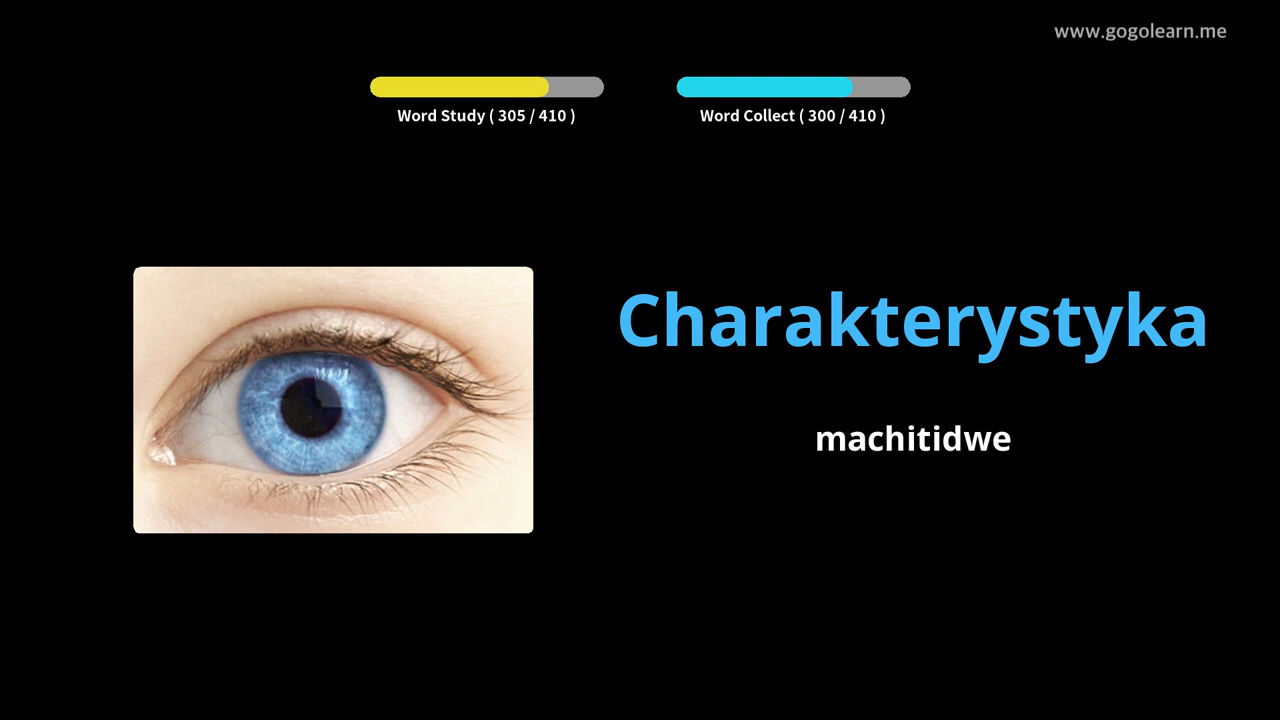 www.gogolearn.me
Word Study ( 305 / 410 )
Word Collect ( 300 / 410 )
Charakterystyka
machitidwe